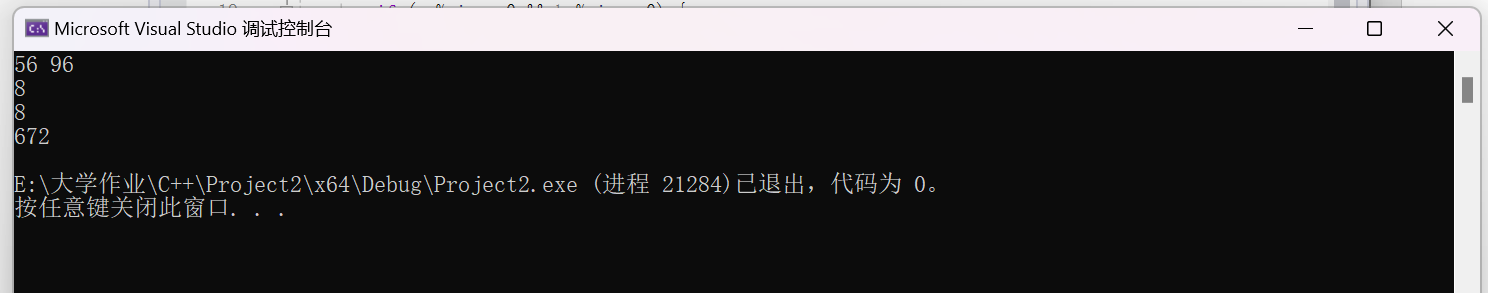 Microsoft Visual Studio 调试控制台
56 96
8
8
672
E:\大学作业\C++\Project2\x64\Debug\Project2.exe (进程 21284)已退出，代码为 0。
按任意键关闭此窗口. . .